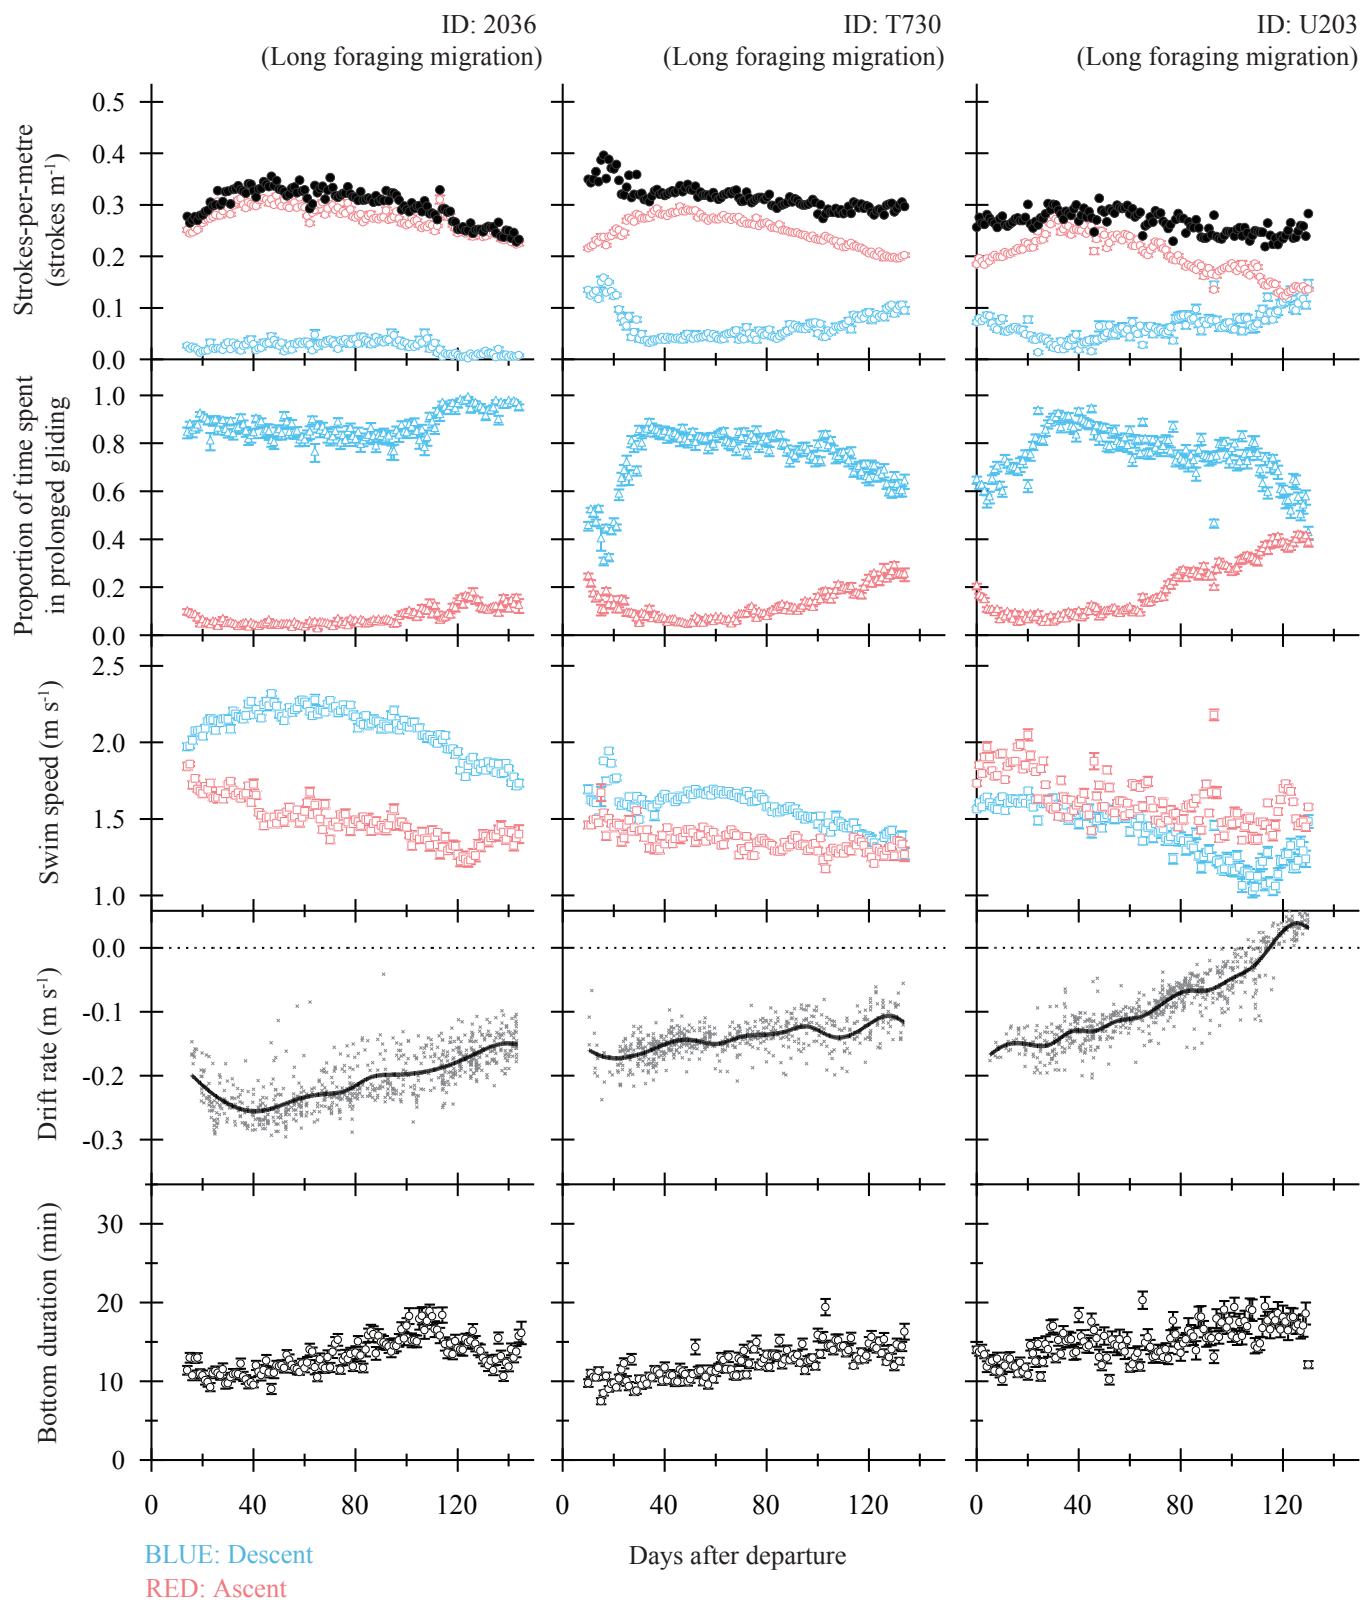 ID: 2036
(Long foraging migration)
ID: T730
(Long foraging migration)
ID: U203
(Long foraging migration)
Strokes-per-metre
(strokes m⁻¹)
0.5
0.4
0.3
0.2
0.1
0.0
Proportion of time spent
in prolonged gliding
1.0
0.8
0.6
0.4
0.2
0.0
Swim speed (m s⁻¹)
2.5
2.0
1.5
1.0
Drift rate (m s⁻¹)
0.0
-0.1
-0.2
-0.3
Bottom duration (min)
30
20
10
0
0 40 80 120
0 40 80 120
0 40 80 120
Days after departure
BLUE: Descent
RED: Ascent